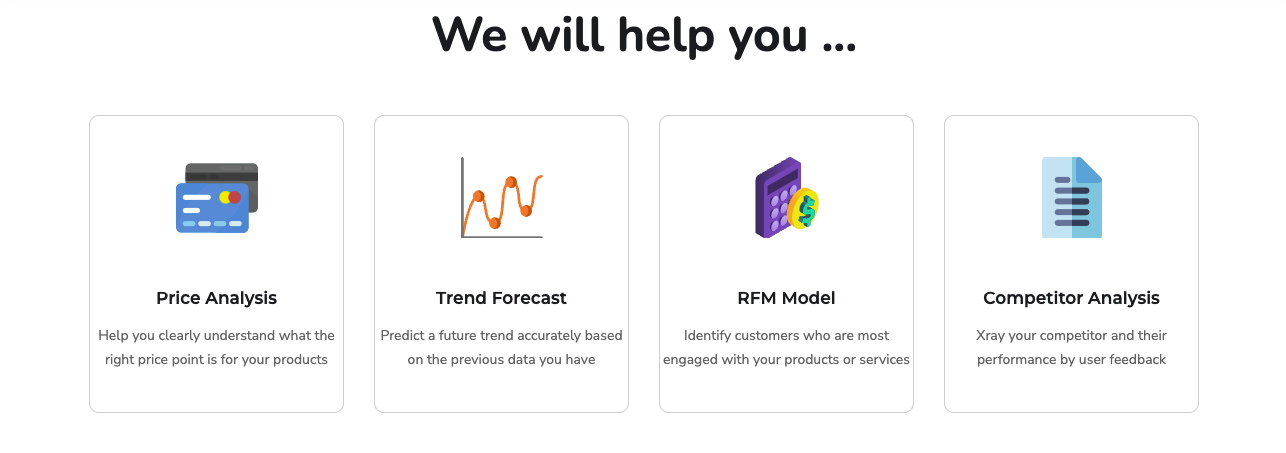 We will help you ...
Price Analysis
Help you clearly understand what the
right price point is for your products
Trend Forecast
Predict a future trend accurately based
on the previous data you have
RFM Model
Identify customers who are most
engaged with your products or services
Competitor Analysis
Xray your competitor and their
performance by user feedback